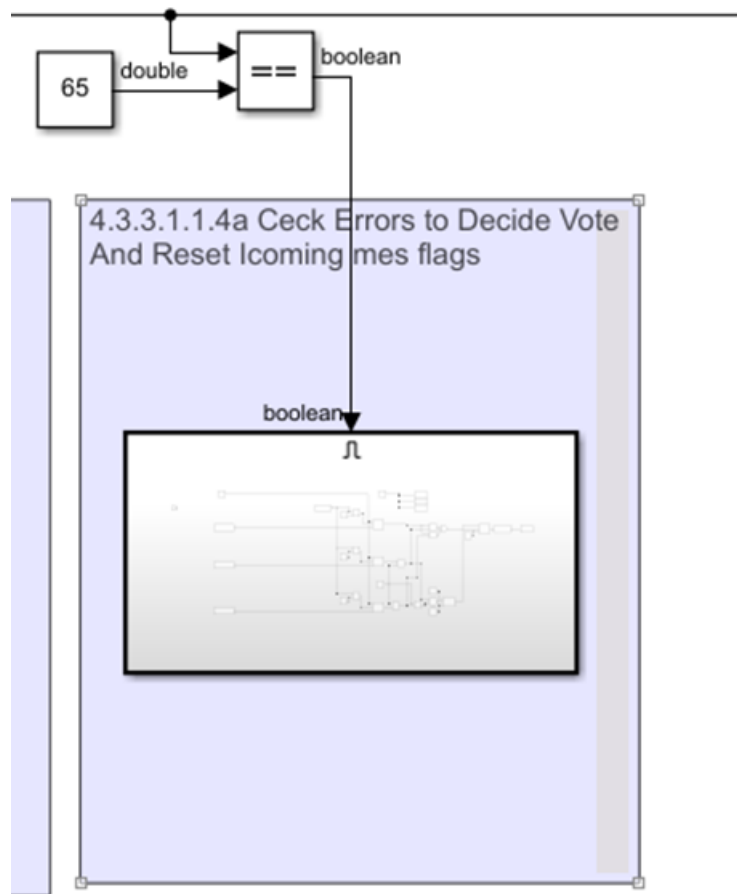 65
double
==
boolean
4.3.3.1.1.4a Ceck Errors to Decide Vote
And Reset Icoming mes flags
boolean